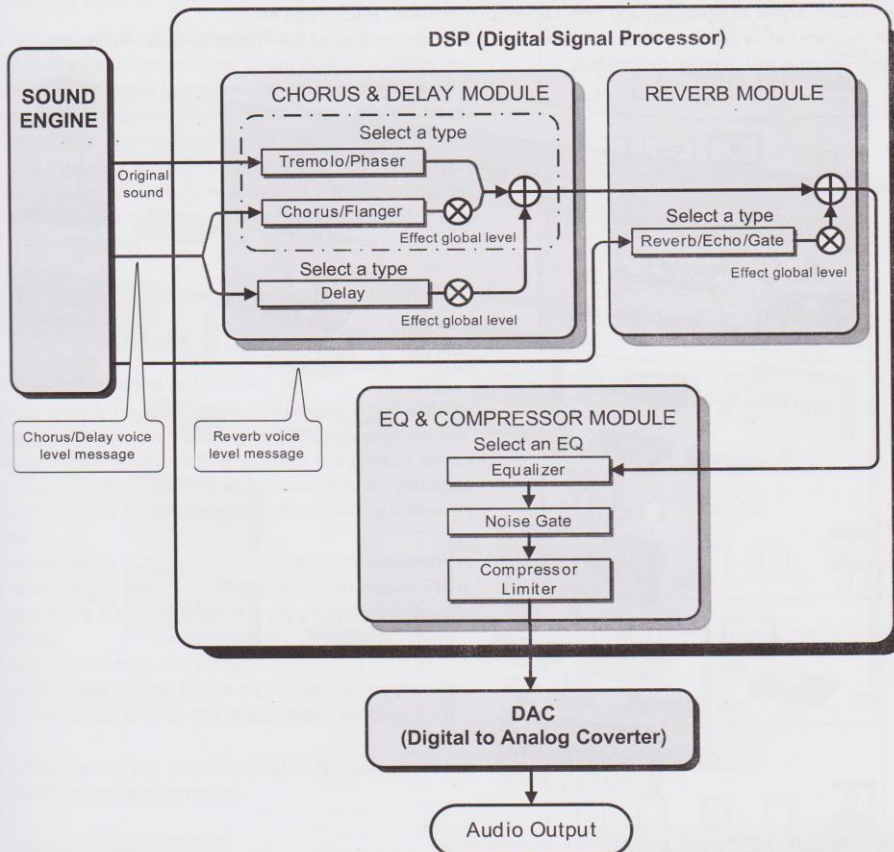 DSP (Digital Signal Processor)
SOUND
ENGINE
CHORUS & DELAY MODULE
REVERB MODULE
Select a type
Tremolo/Phaser
Original
sound
Chorus/Flanger
Effect global level
Select a type
Reverb/Echo/Gate
Effect global level
Select a type
Delay
Effect global level
Chorus/Delay voice
level message
Reverb voice
level message
EQ & COMPRESSOR MODULE
Select an EQ
Equalizer
Noise Gate
Compressor
Limiter
DAC
(Digital to Analog Coverter)
Audio Output